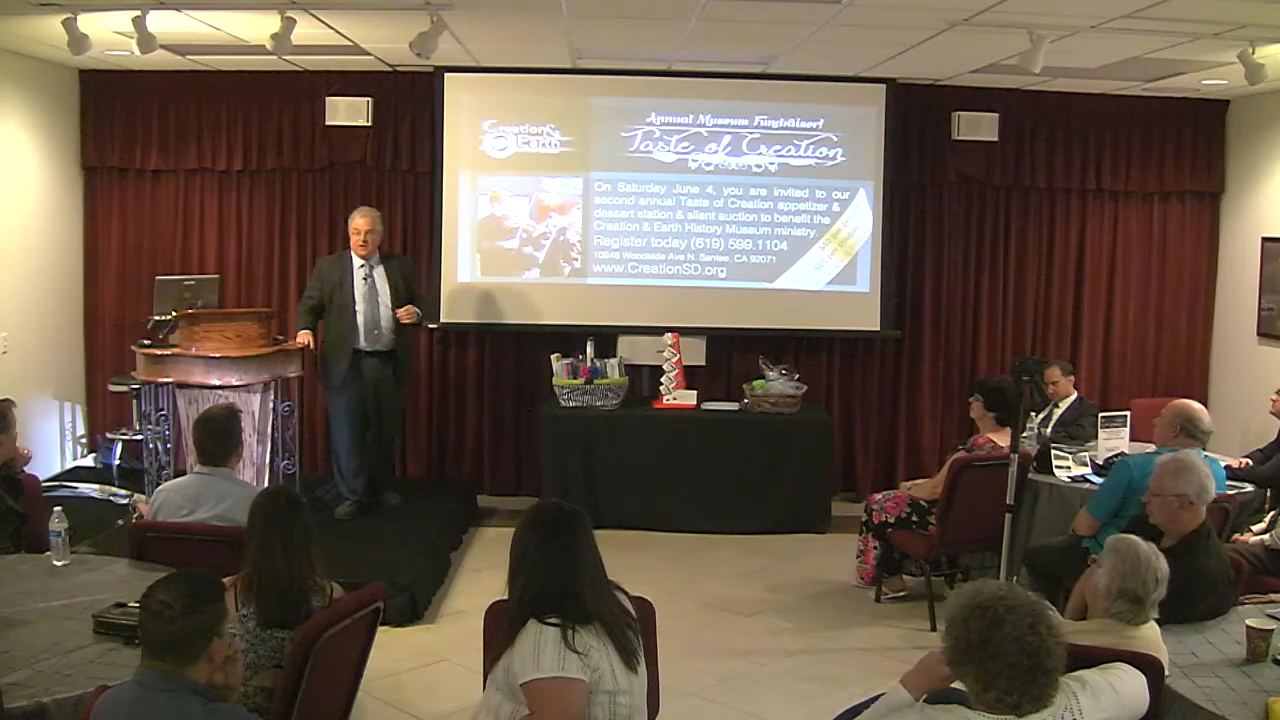 Creation &
Earth
Annual Museum Fundraiser!
Taste of Creation
On Saturday June 4, you are invited to our
second annual Taste of Creation appetizer &
dessert station & silent auction to benefit the
Creation & Earth History Museum ministry.
Register today (619) 599.1104
10946 Woodside Ave N. Santee, CA 92071
www.CreationSD.org